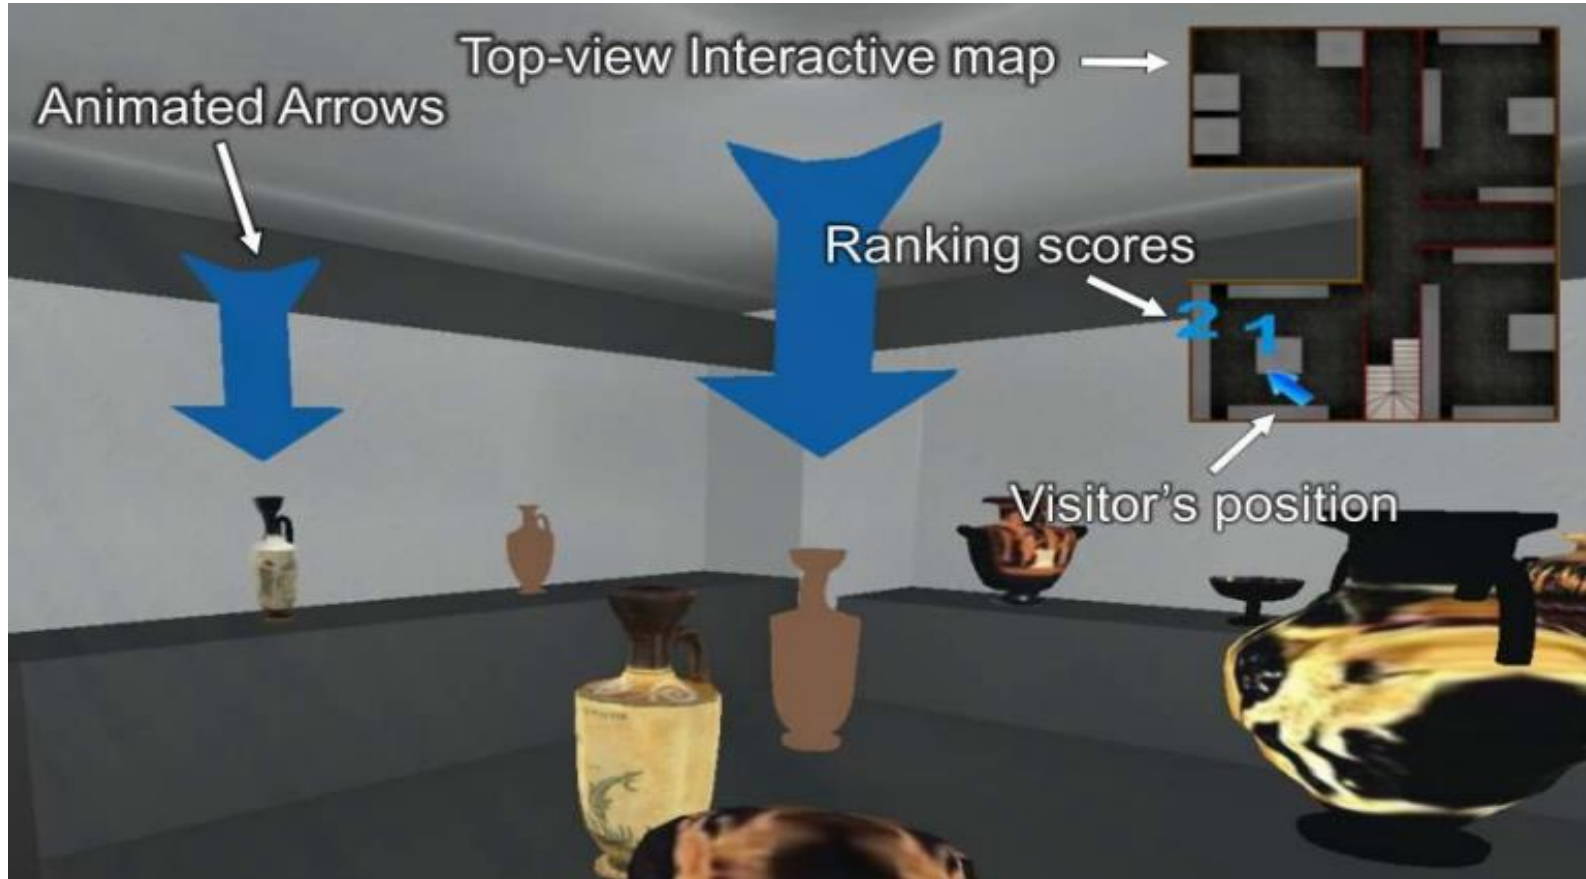 Top-view Interactive map
Animated Arrows
Ranking scores
2 1
Visitor's position